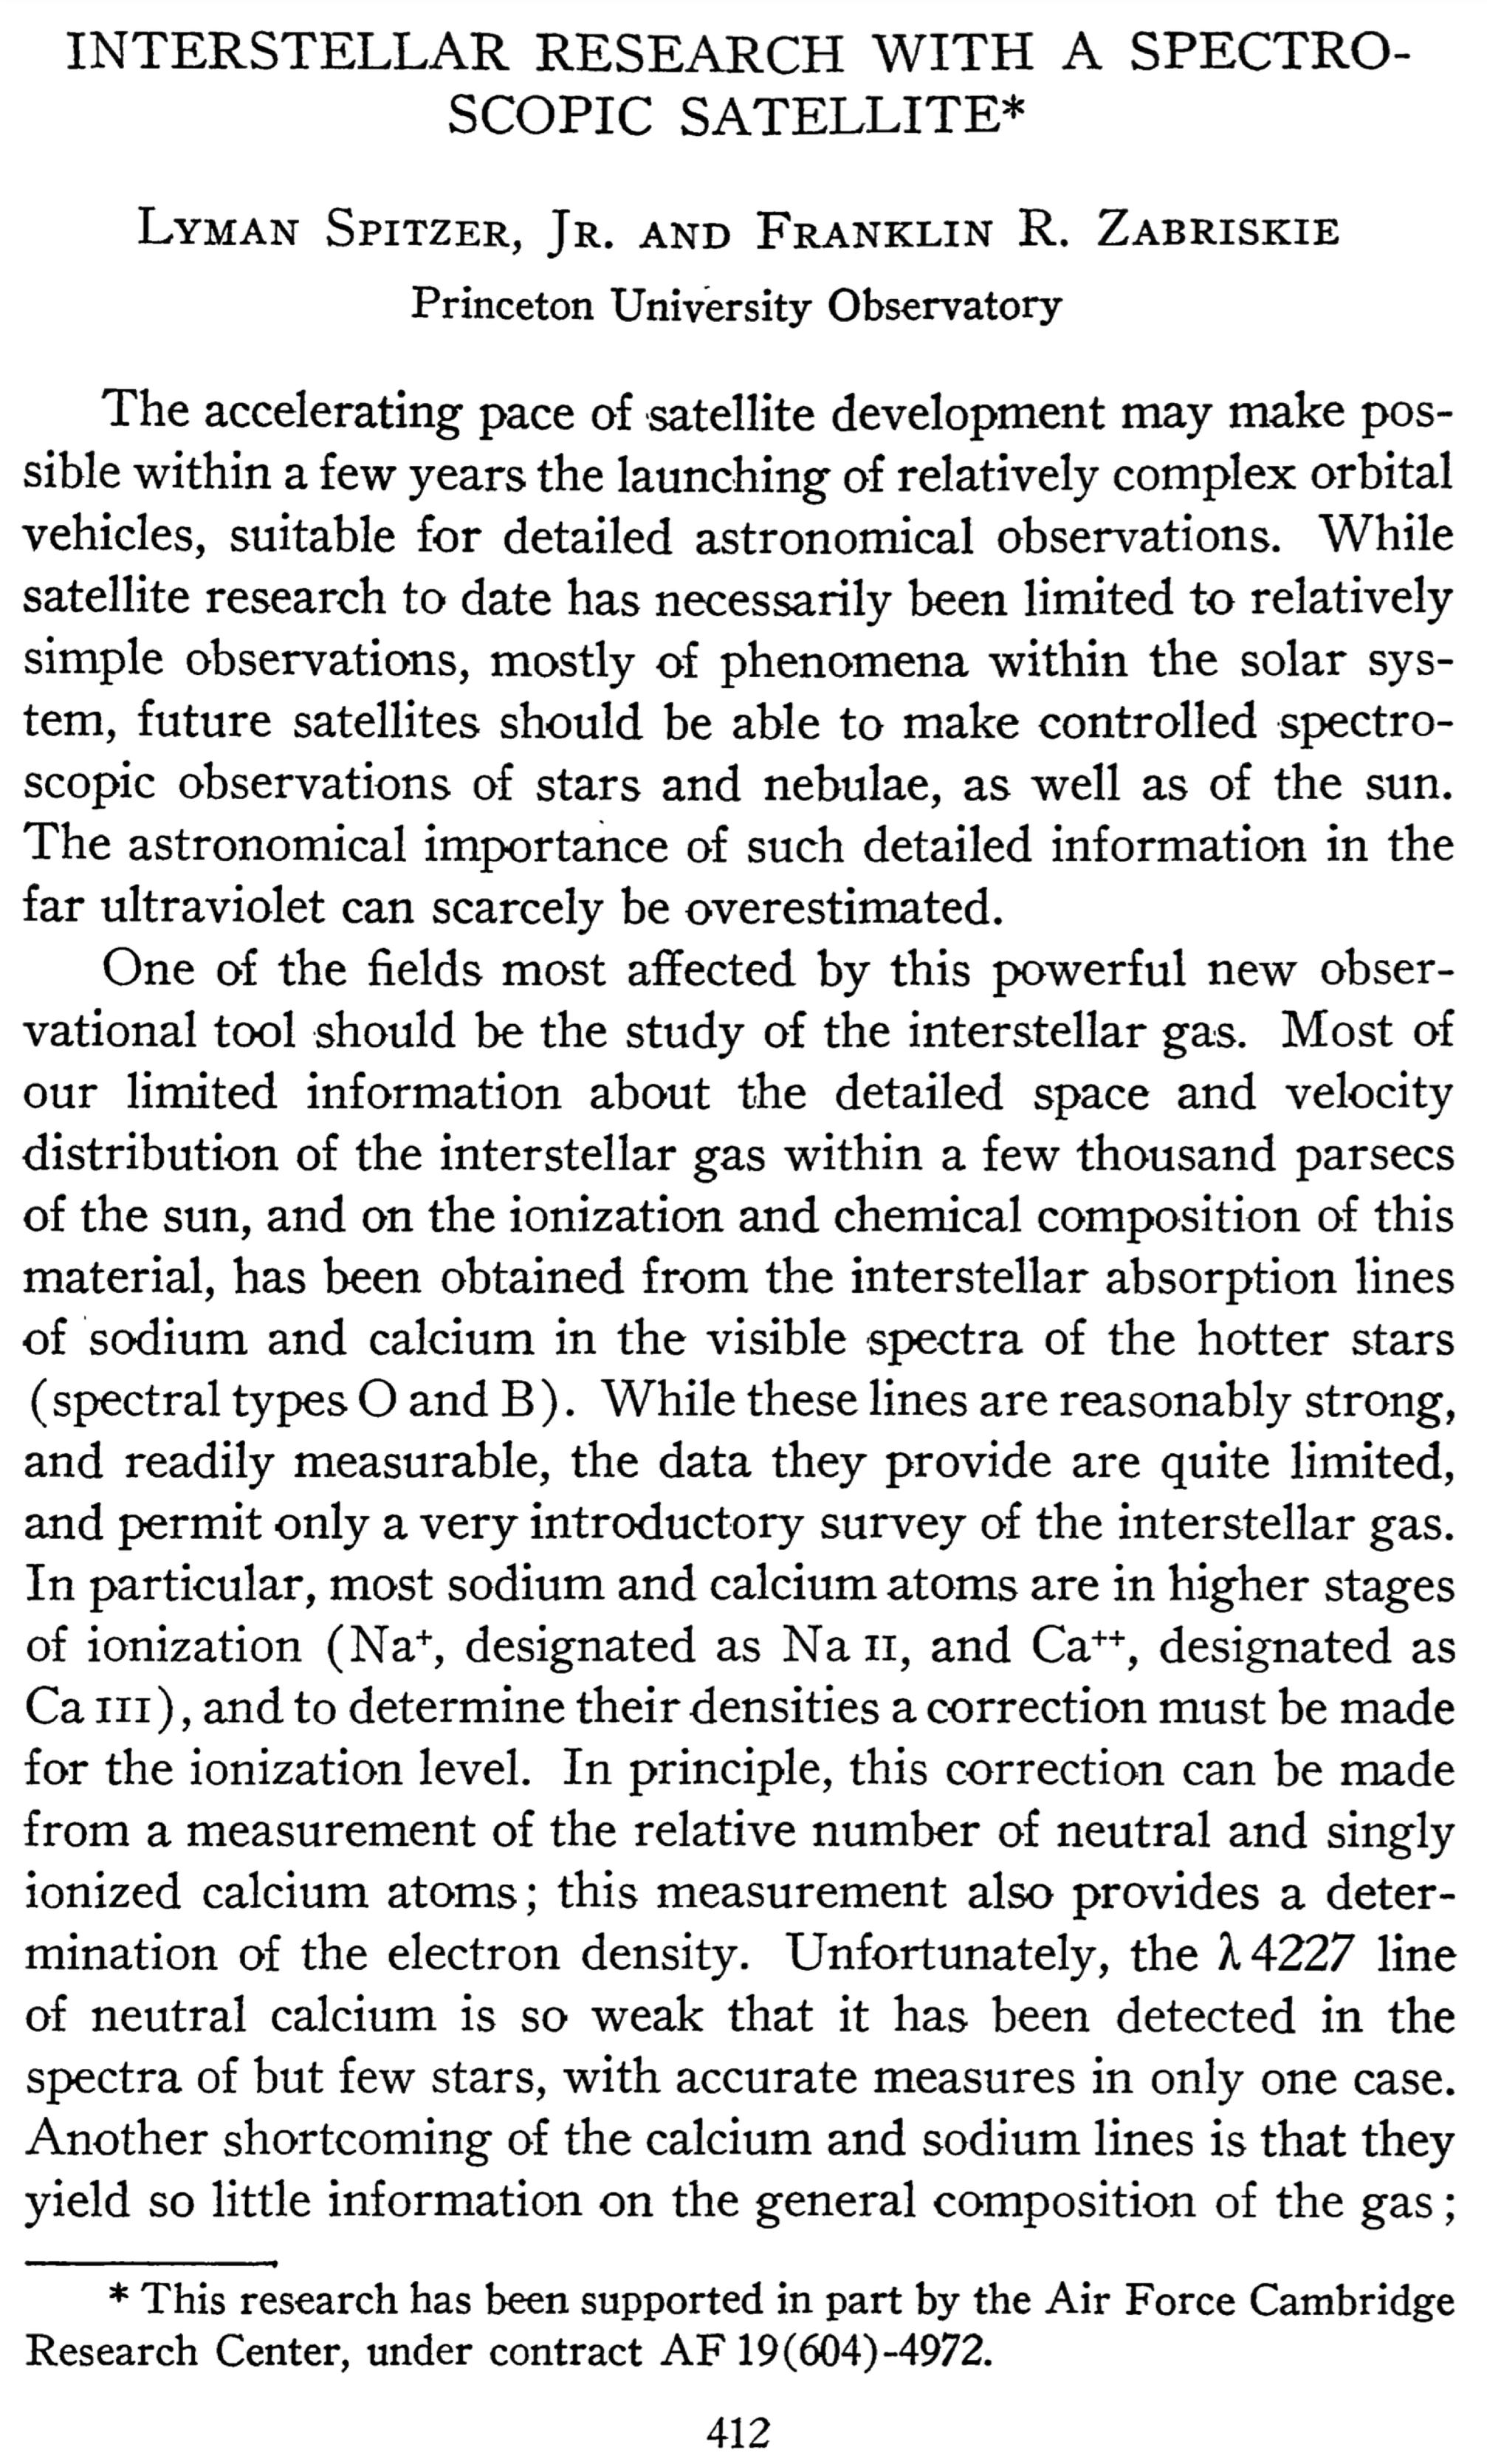 INTERSTELLAR RESEARCH WITH A SPECTRO-
SCOPIC SATELLITE*
LYMAN SPITZER, JR. AND FRANKLIN R. ZABRISKIE
Princeton University Observatory
The accelerating pace of satellite development may make pos-
sible within a few years the launching of relatively complex orbital
vehicles, suitable for detailed astronomical observations. While
satellite research to date has necessarily been limited to relatively
simple observations, mostly of phenomena within the solar sys-
tem, future satellites should be able to make controlled spectro-
scopic observations of stars and nebulae, as well as of the sun.
The astronomical importance of such detailed information in the
far ultraviolet can scarcely be overestimated.
One of the fields most affected by this powerful new obser-
vational tool should be the study of the interstellar gas. Most of
our limited information about the detailed space and velocity
distribution of the interstellar gas within a few thousand parsecs
of the sun, and on the ionization and chemical composition of this
material, has been obtained from the interstellar absorption lines
of sodium and calcium in the visible spectra of the hotter stars
(spectral types O and B). While these lines are reasonably strong,
and readily measurable, the data they provide are quite limited,
and permit only a very introductory survey of the interstellar gas.
In particular, most sodium and calcium atoms are in higher stages
of ionization (Na⁺, designated as Na II, and Ca⁺⁺, designated as
Ca III), and to determine their densities a correction must be made
for the ionization level. In principle, this correction can be made
from a measurement of the relative number of neutral and singly
ionized calcium atoms; this measurement also provides a deter-
mination of the electron density. Unfortunately, the λ 4227 line
of neutral calcium is so weak that it has been detected in the
spectra of but few stars, with accurate measures in only one case.
Another shortcoming of the calcium and sodium lines is that they
yield so little information on the general composition of the gas;
* This research has been supported in part by the Air Force Cambridge
Research Center, under contract AF 19(604)-4972.
412